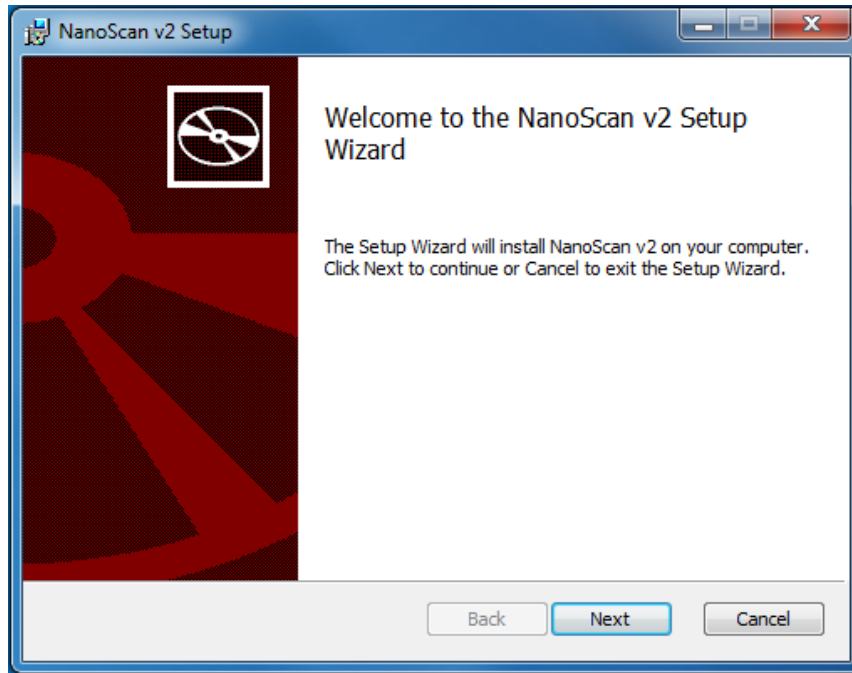 NanoScan v2 Setup
Welcome to the NanoScan v2 Setup
Wizard
The Setup Wizard will install NanoScan v2 on your computer.
Click Next to continue or Cancel to exit the Setup Wizard.
Back
Next
Cancel